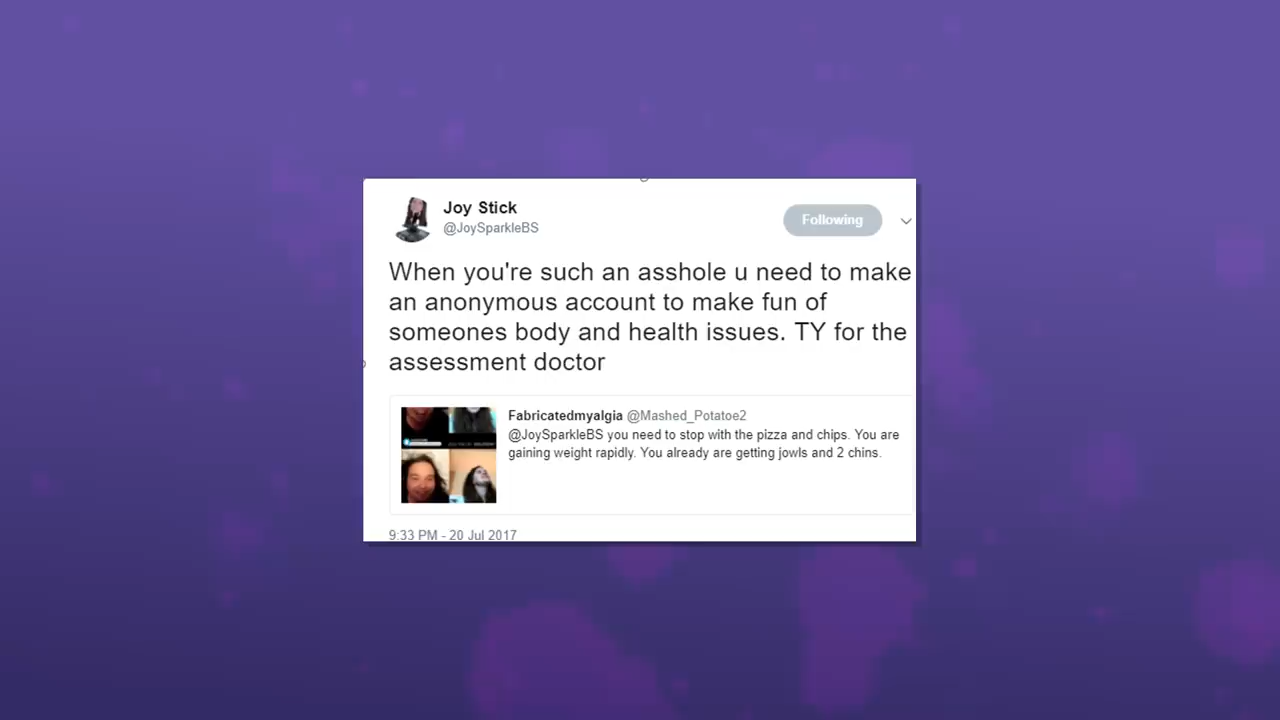 Joy Stick
@JoySparkleBS
Following
When you're such an asshole u need to make
an anonymous account to make fun of
someones body and health issues. TY for the
assessment doctor
Fabricatedmyalgia @Mashed_Potatoe2
@JoySparkleBS you need to stop with the pizza and chips. You are
gaining weight rapidly. You already are getting jowls and 2 chins.
9:33 PM - 20 Jul 2017